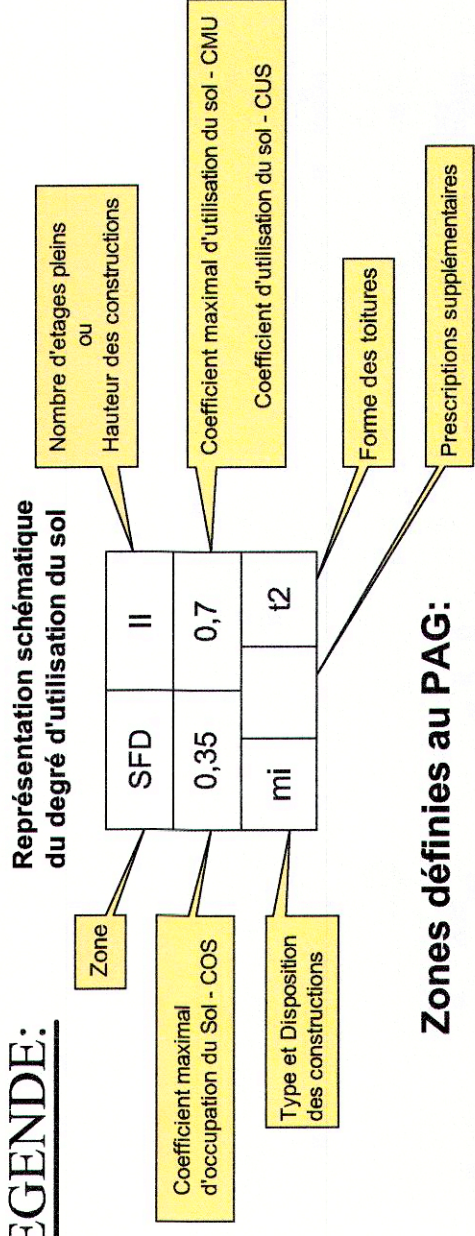 EGENDE:
Représentation schématique
du degré d'utilisation du sol
Zone
Nombre d'etages pleins
ou
Hauteur des constructions
SFD
II
Coefficient maximal
d'occupation du Sol - COS
0,35
0,7
Coefficient maximal d'utilisation du sol - CMU
Coefficient d'utilisation du sol - CUS
Type et Disposition
des constructions
mi
t2
Forme des toitures
Prescriptions supplémentaires
Zones définies au PAG: